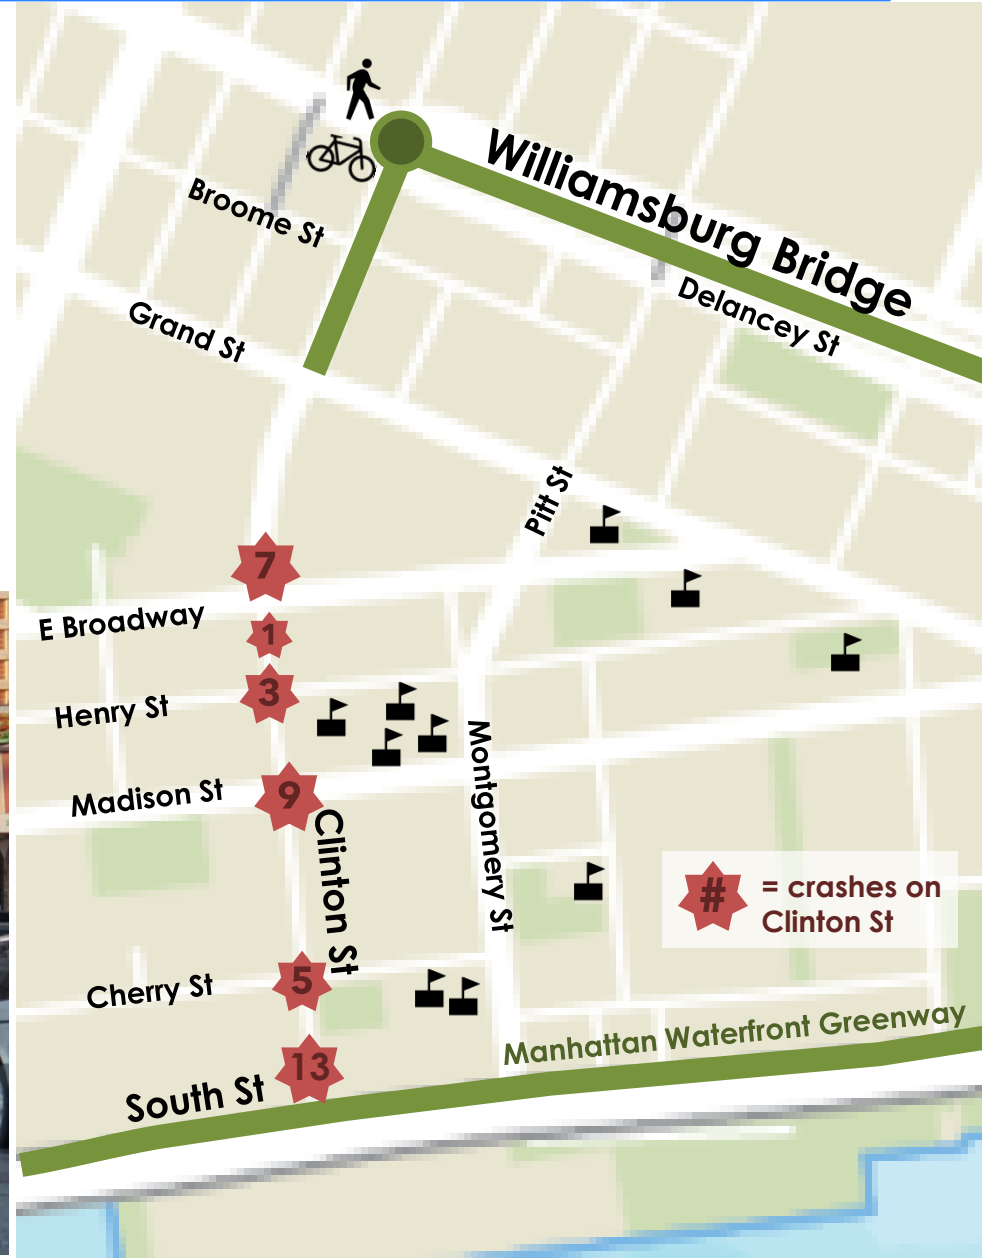 Williamsburg Bridge
Broome St
Delancey St
Grand St
Pitt St
7
E Broadway
1
3
Henry St
Montgomery St
Madison St
9
Clinton St
# = crashes on
Clinton St
5
Cherry St
Manhattan Waterfront Greenway
13
South St